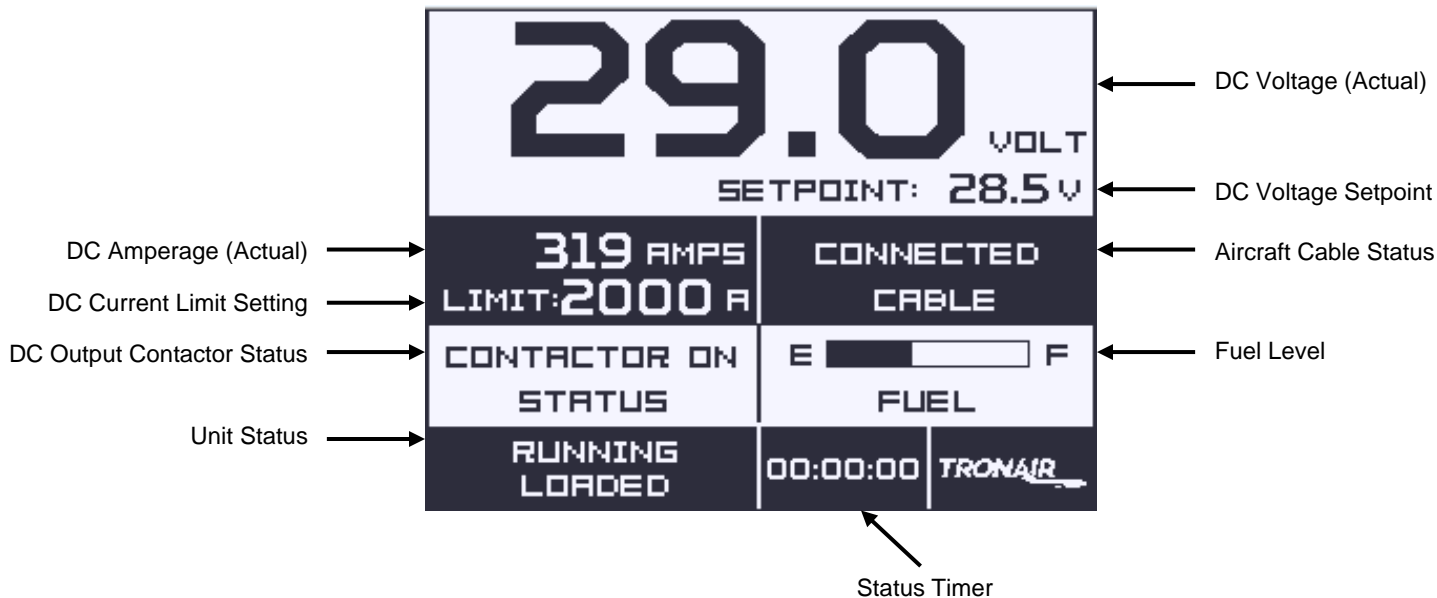 29.0 VOLT
DC Voltage (Actual)
SETPOINT: 28.5 V
DC Voltage Setpoint
DC Amperage (Actual)
319 AMPS
CONNECTED
CABLE
Aircraft Cable Status
DC Current Limit Setting
LIMIT:2000 A
DC Output Contactor Status
CONTACTOR ON
STATUS
E F
FUEL
Fuel Level
Unit Status
RUNNING
LOADED
00:00:00
TRONAIR
Status Timer